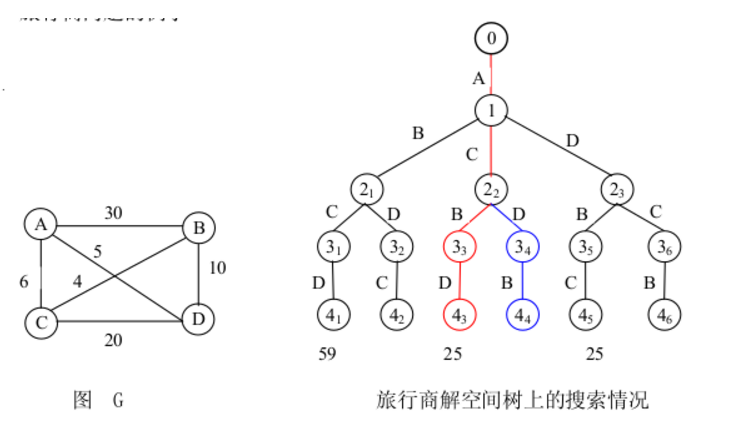 0
A
1
B C D
2₁ 2₂ 2₃
C D B D B C
3₁ 3₂ 3₃ 3₄ 3₅ 3₆
D C D B C B
4₁ 4₂ 4₃ 4₄ 4₅ 4₆
59 25 25
A 30 B
5
6 4 10
C 20 D
图 G
旅行商解空间树上的搜索情况